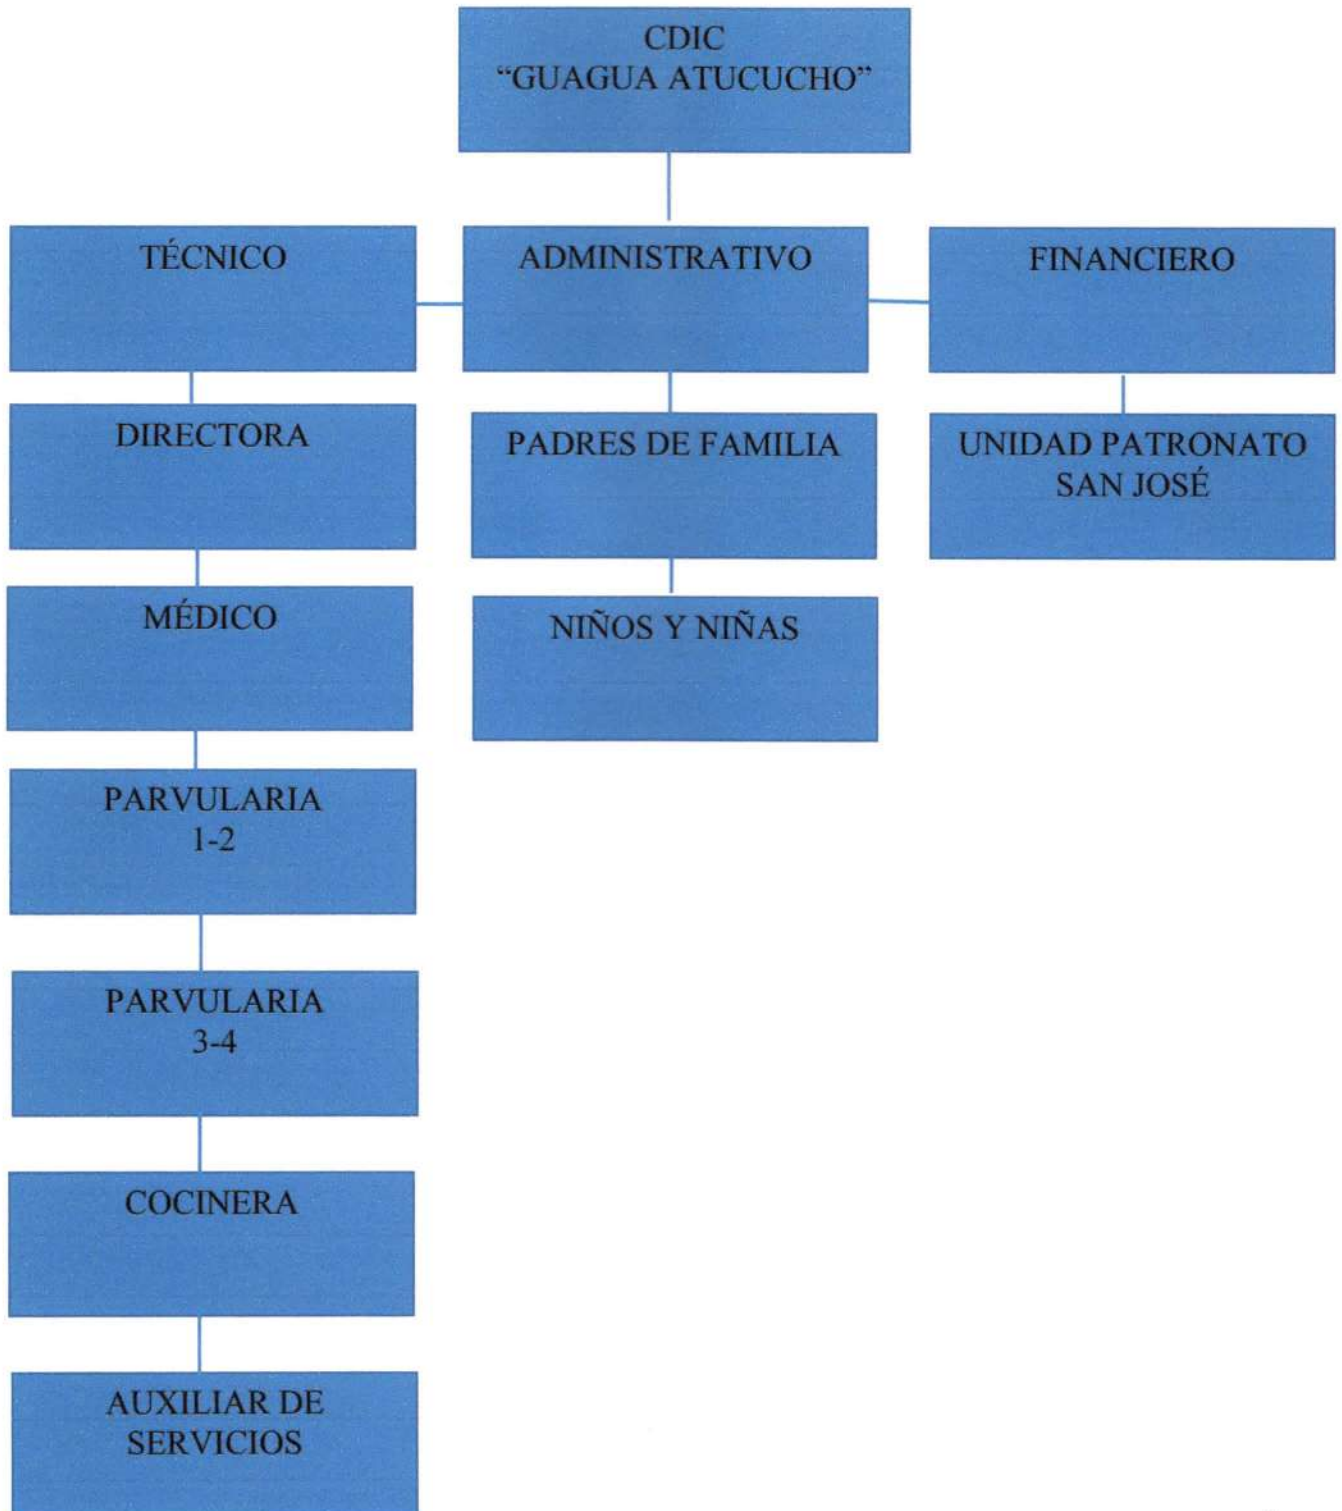 CDIC
“GUAGUA ATUCUCHO”
TÉCNICO
ADMINISTRATIVO
FINANCIERO
DIRECTORA
PADRES DE FAMILIA
UNIDAD PATRONATO
SAN JOSÉ
MÉDICO
NIÑOS Y NIÑAS
PARVULARIA
1-2
PARVULARIA
3-4
COCINERA
AUXILIAR DE
SERVICIOS